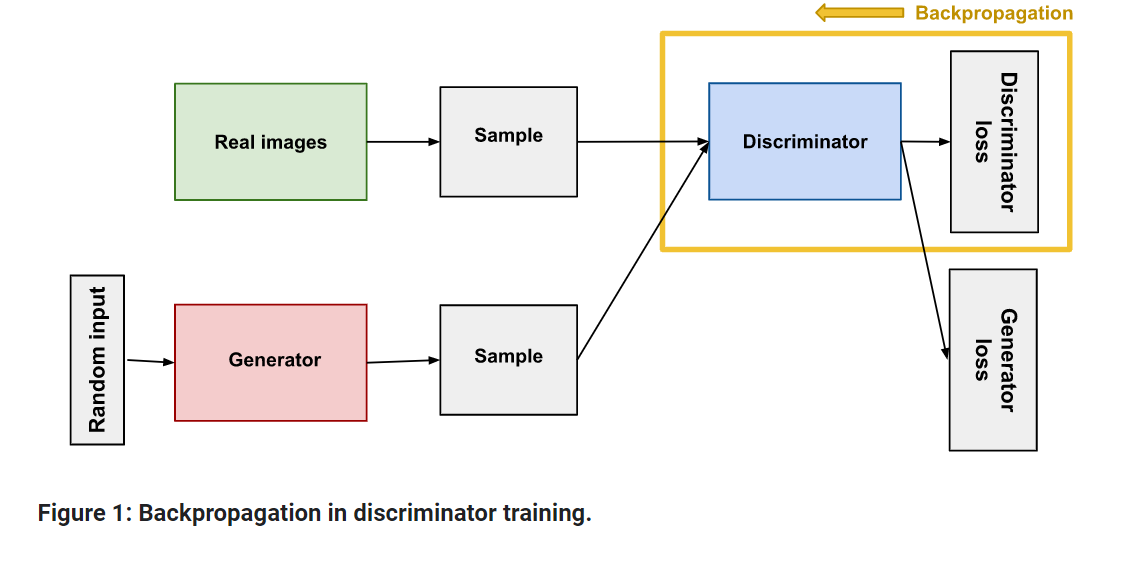 Backpropagation
Real images
Sample
Discriminator
Discriminator
loss
Random input
Generator
Sample
Generator
loss
Figure 1: Backpropagation in discriminator training.